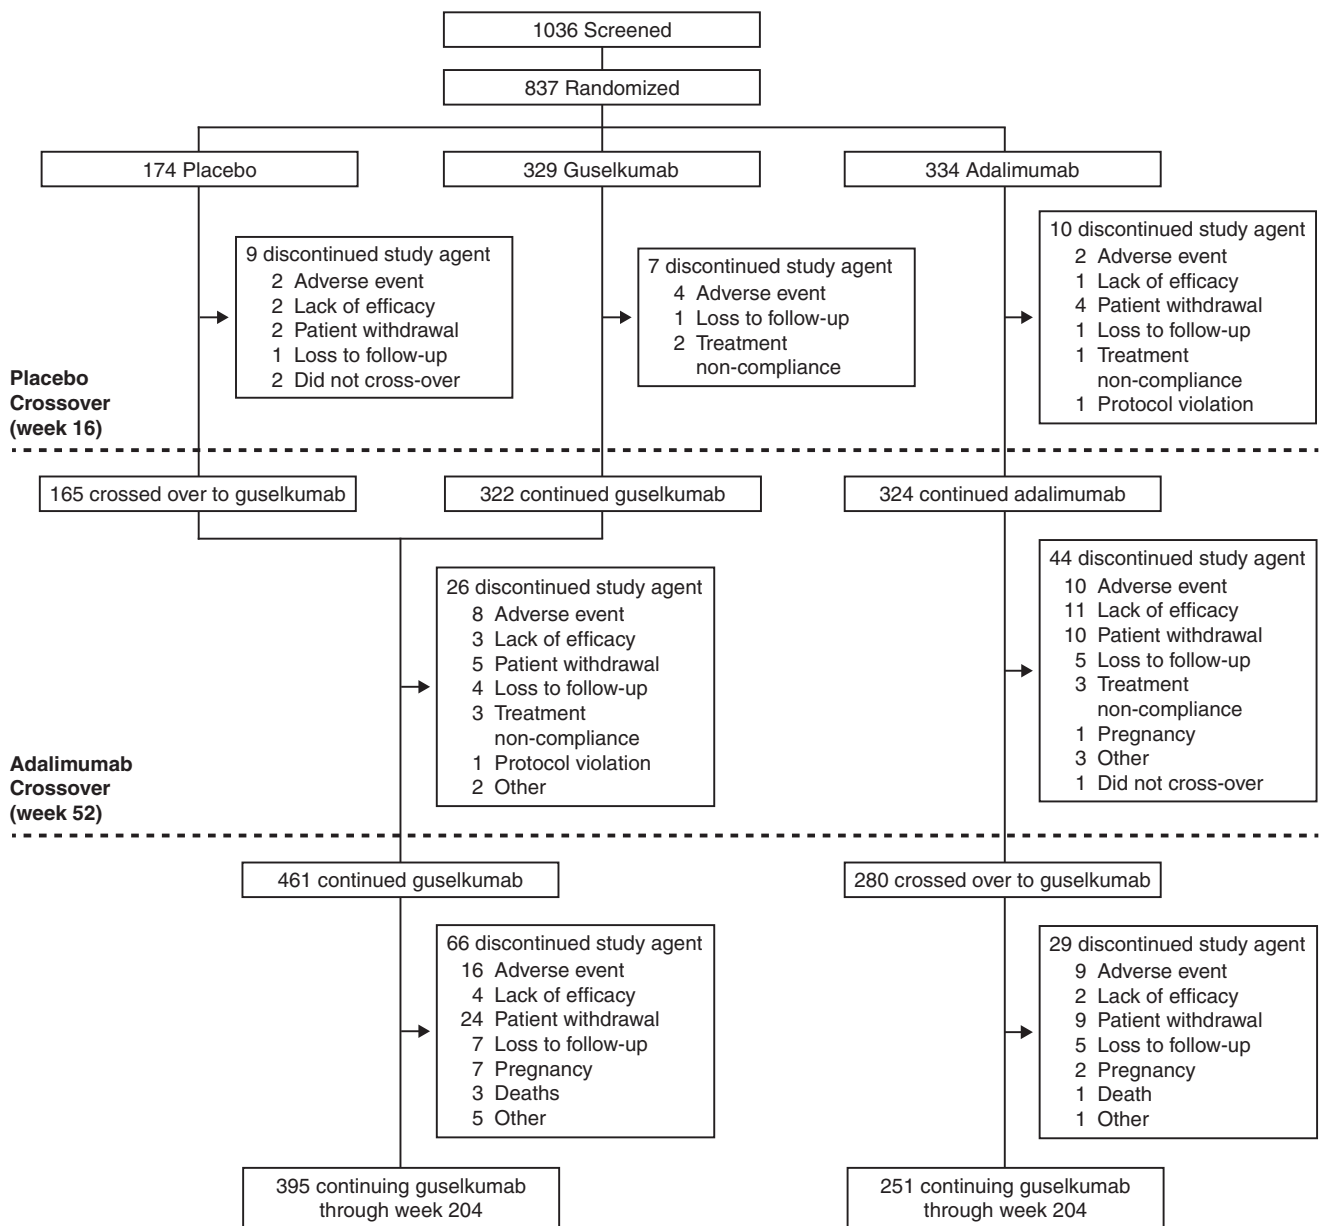 1036 Screened
837 Randomized
174 Placebo
329 Guselkumab
334 Adalimumab
9 discontinued study agent
2 Adverse event
2 Lack of efficacy
2 Patient withdrawal
1 Loss to follow-up
2 Did not cross-over
7 discontinued study agent
4 Adverse event
1 Loss to follow-up
2 Treatment
non-compliance
10 discontinued study agent
2 Adverse event
1 Lack of efficacy
4 Patient withdrawal
1 Loss to follow-up
1 Treatment
non-compliance
1 Protocol violation
Placebo
Crossover
(week 16)
165 crossed over to guselkumab
322 continued guselkumab
324 continued adalimumab
26 discontinued study agent
8 Adverse event
3 Lack of efficacy
5 Patient withdrawal
4 Loss to follow-up
3 Treatment
non-compliance
1 Protocol violation
2 Other
44 discontinued study agent
10 Adverse event
11 Lack of efficacy
10 Patient withdrawal
5 Loss to follow-up
3 Treatment
non-compliance
1 Pregnancy
3 Other
1 Did not cross-over
Adalimumab
Crossover
(week 52)
461 continued guselkumab
280 crossed over to guselkumab
66 discontinued study agent
16 Adverse event
4 Lack of efficacy
24 Patient withdrawal
7 Loss to follow-up
7 Pregnancy
3 Deaths
5 Other
29 discontinued study agent
9 Adverse event
2 Lack of efficacy
9 Patient withdrawal
5 Loss to follow-up
2 Pregnancy
1 Death
1 Other
395 continuing guselkumab
through week 204
251 continuing guselkumab
through week 204